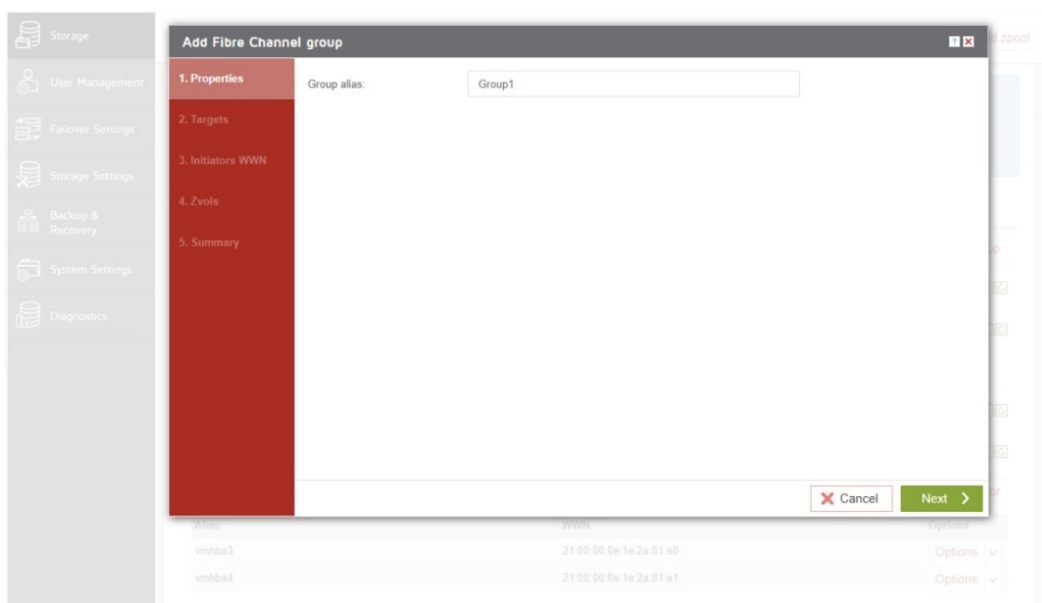 Storage
User Management
Failover Settings
Storage Settings
Backup &
Recovery
System Settings
Diagnostics
zpool
Add Fibre Channel group
1. Properties
2. Targets
3. Initiators WWN
4. Zvols
5. Summary
Group alias:
Group1
Cancel
Next
Alias WWN Options
vmhba3 21:00:00:0e:1e:2a:81:e0 Options
vmhba4 21:00:00:0e:1e:2a:81:e1 Options